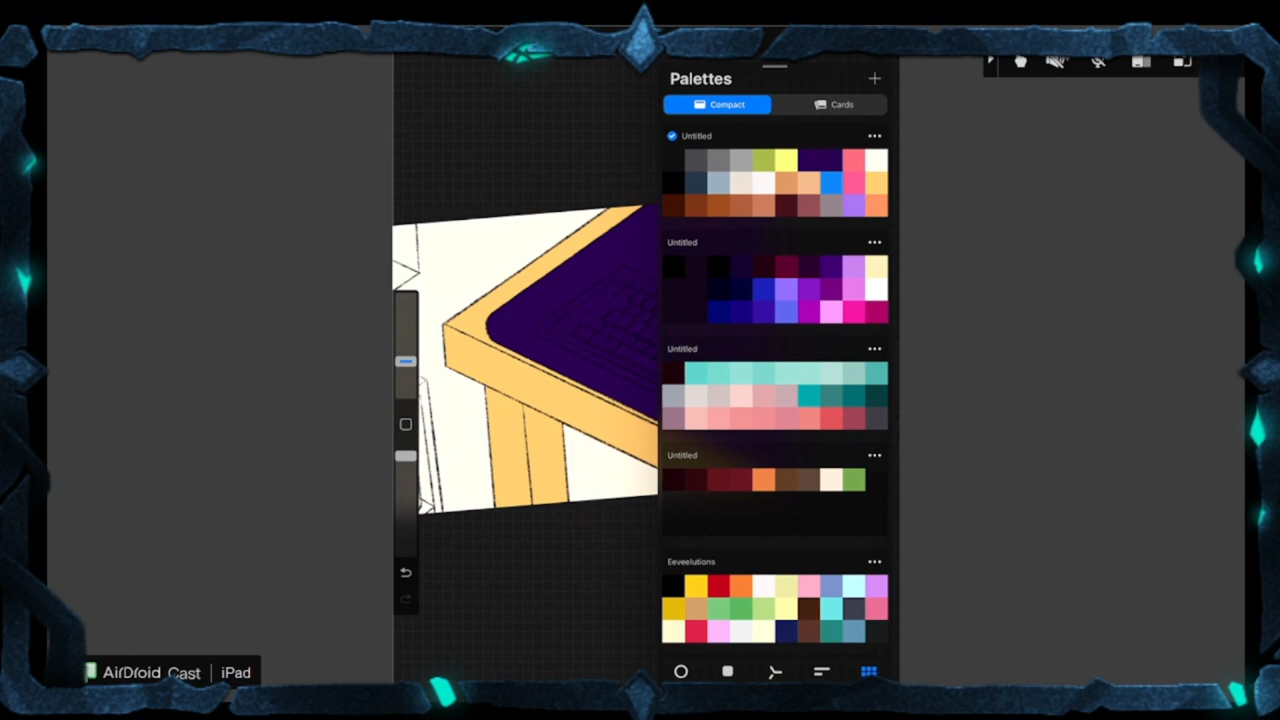 Palettes
Compact
Cards
Untitled
Untitled
Untitled
Untitled
Eeveelutions
AirDroid Cast | iPad